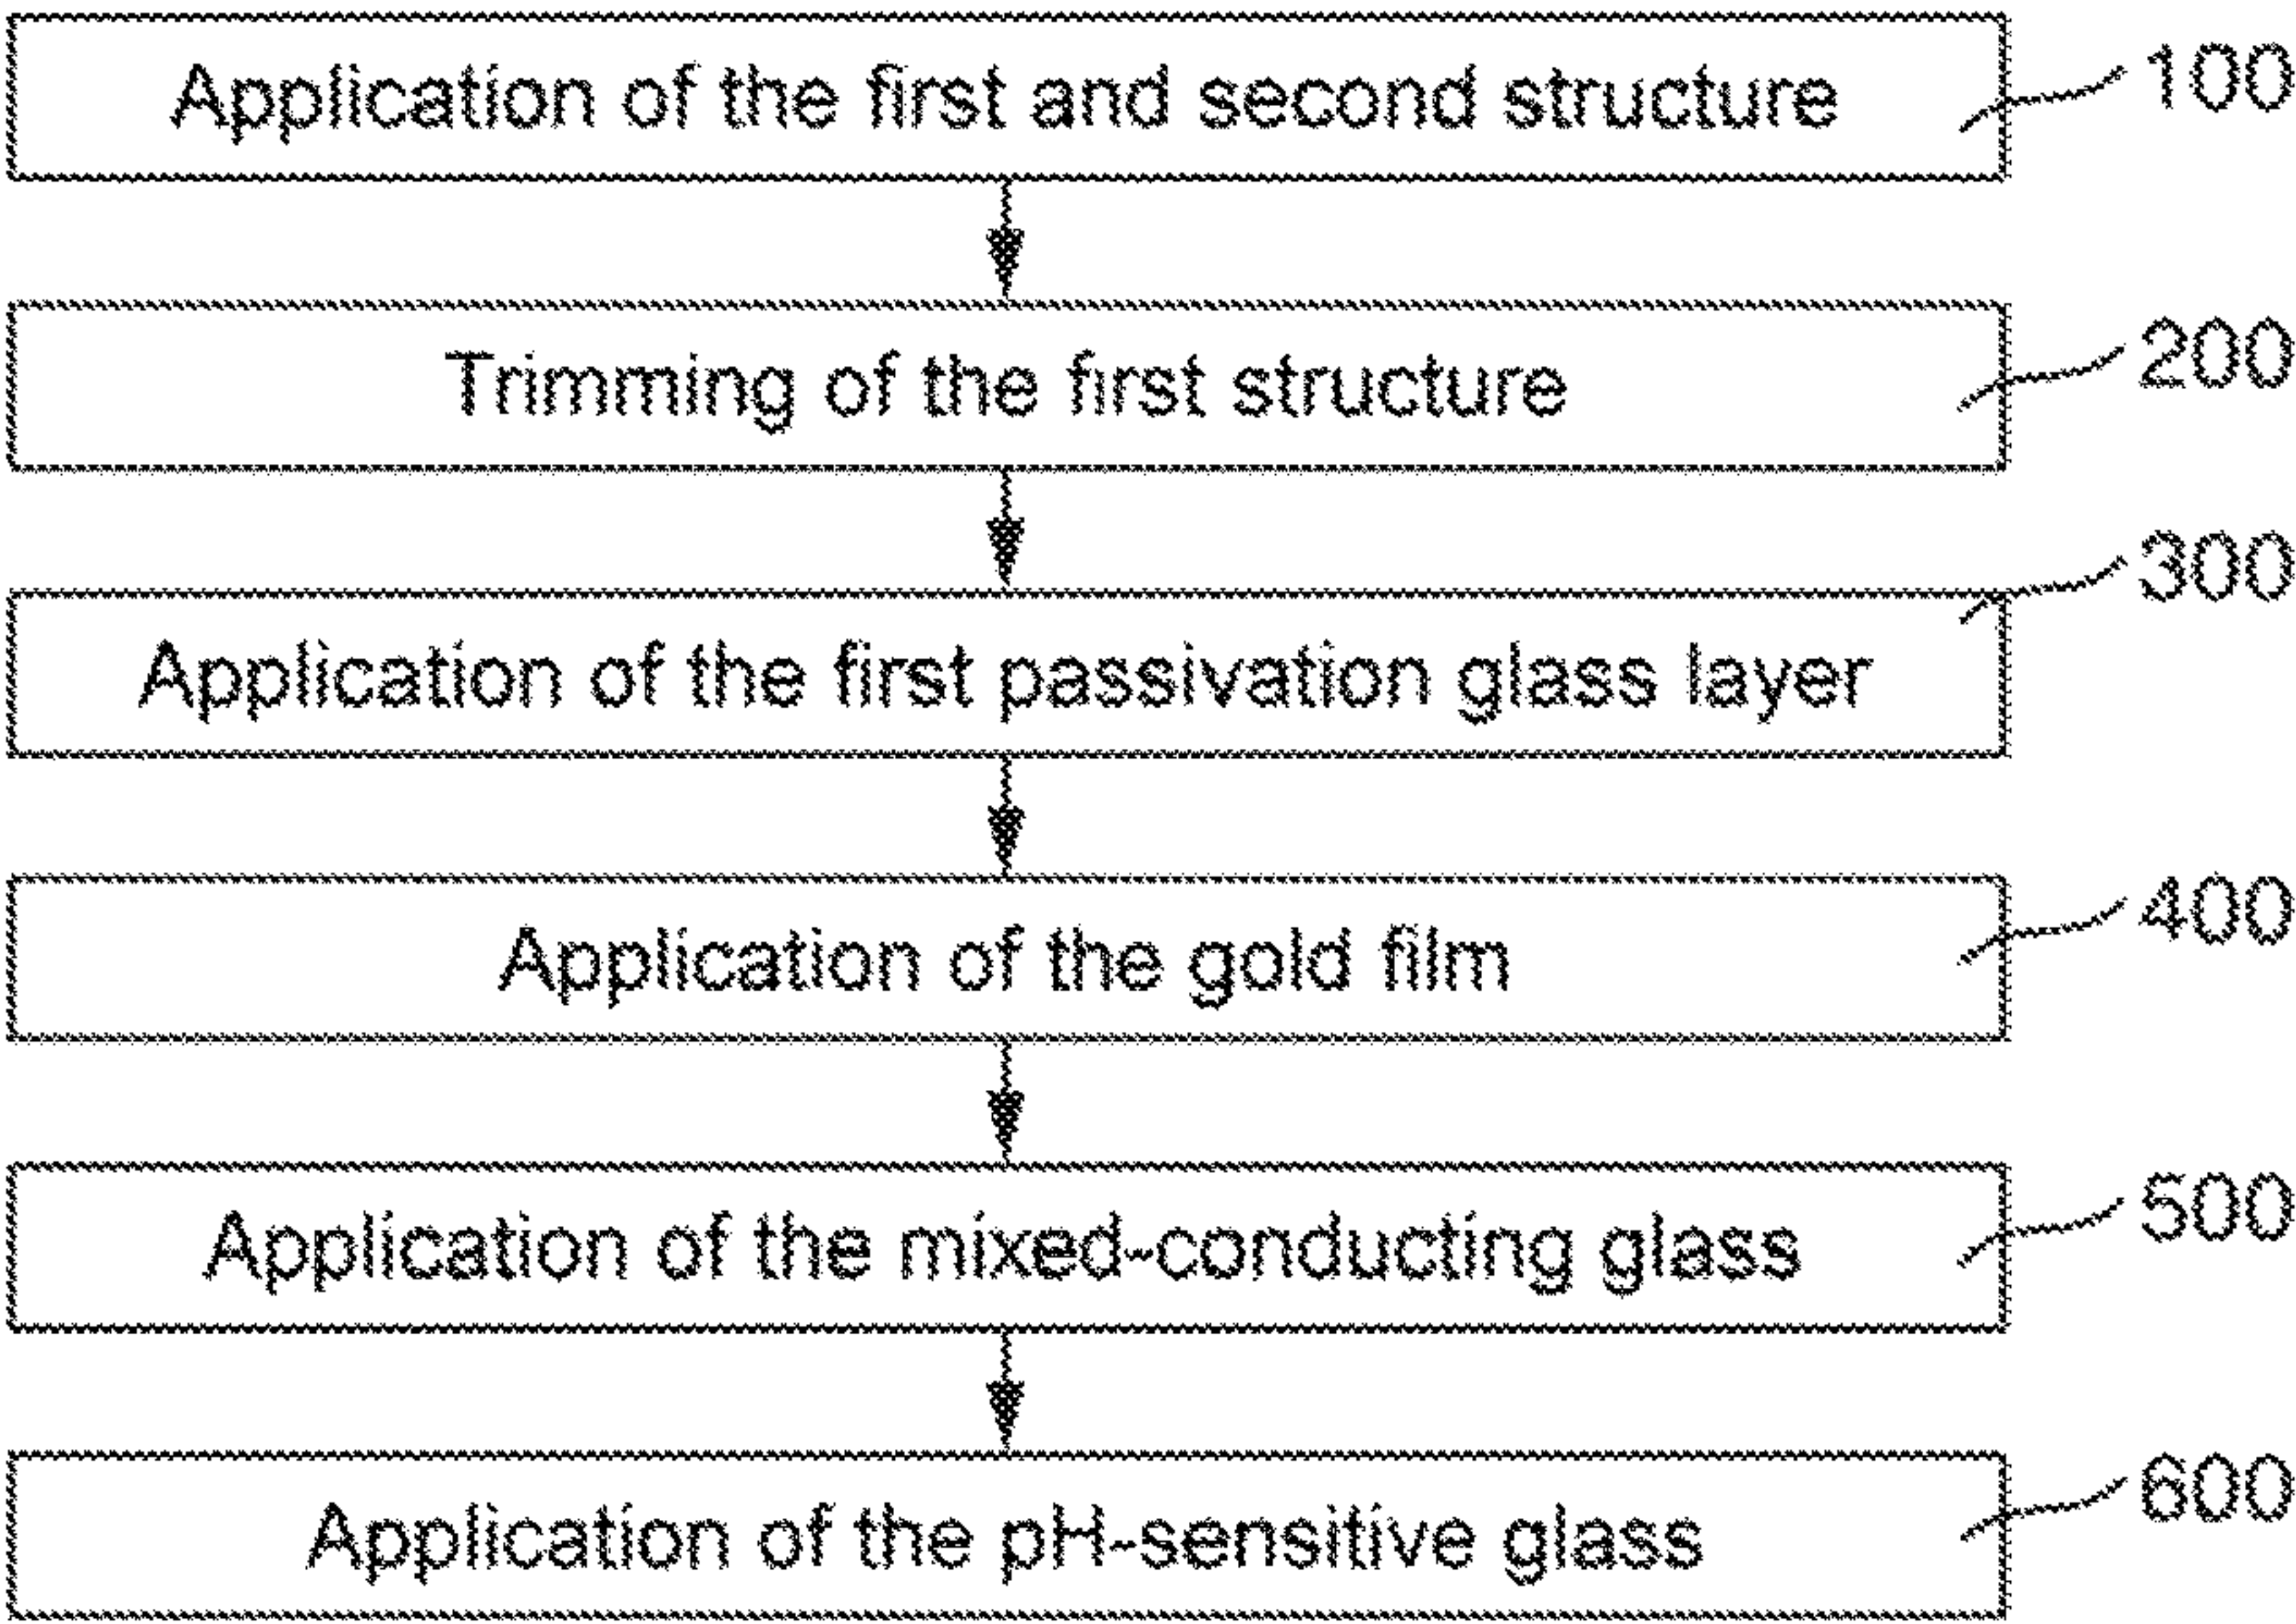 Application of the first and second structure 100
Trimming of the first structure 200
300
Application of the first passivation glass layer
Application of the gold film 400
Application of the mixed-conducting glass 500
Application of the pH-sensitive glass 600